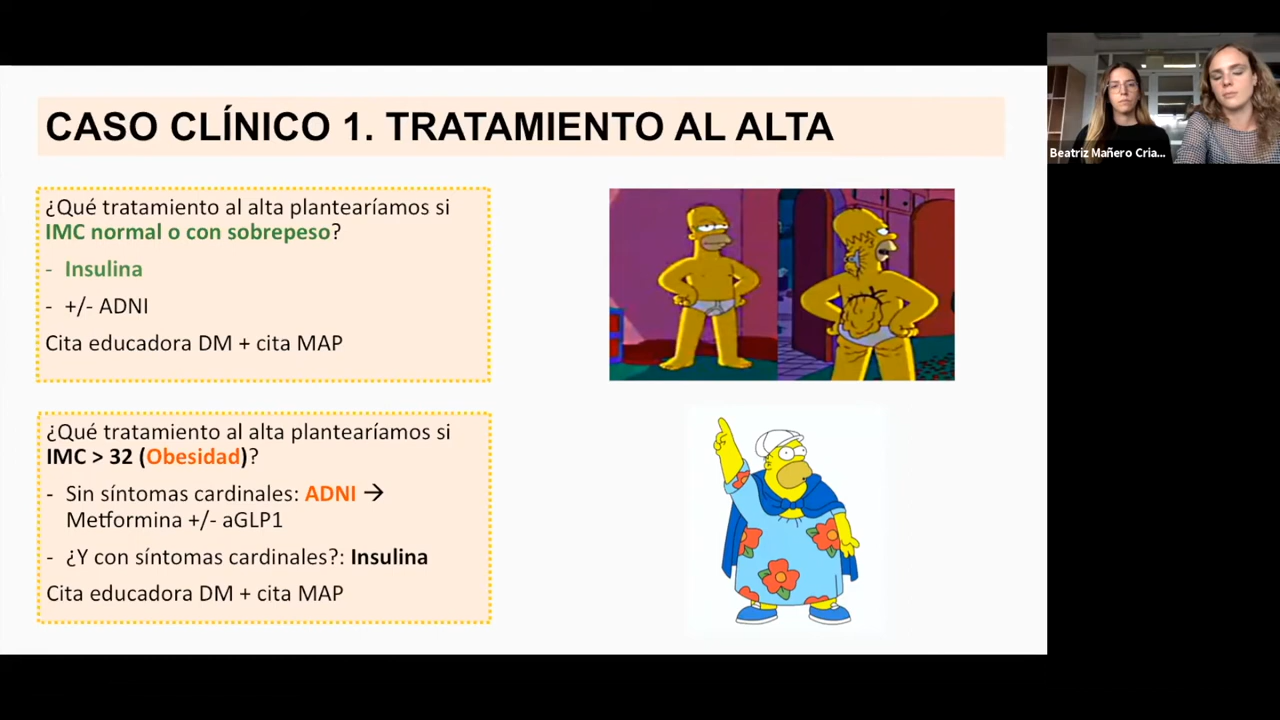 CASO CLÍNICO 1. TRATAMIENTO AL ALTA
¿Qué tratamiento al alta plantearíamos si
IMC normal o con sobrepeso?
- Insulina
- +/- ADNI
Cita educadora DM + cita MAP
¿Qué tratamiento al alta plantearíamos si
IMC > 32 (Obesidad)?
- Sin síntomas cardinales: ADNI →
Metformina +/- aGLP1
- ¿Y con síntomas cardinales?: Insulina
Cita educadora DM + cita MAP
Beatriz Mañero Cria...